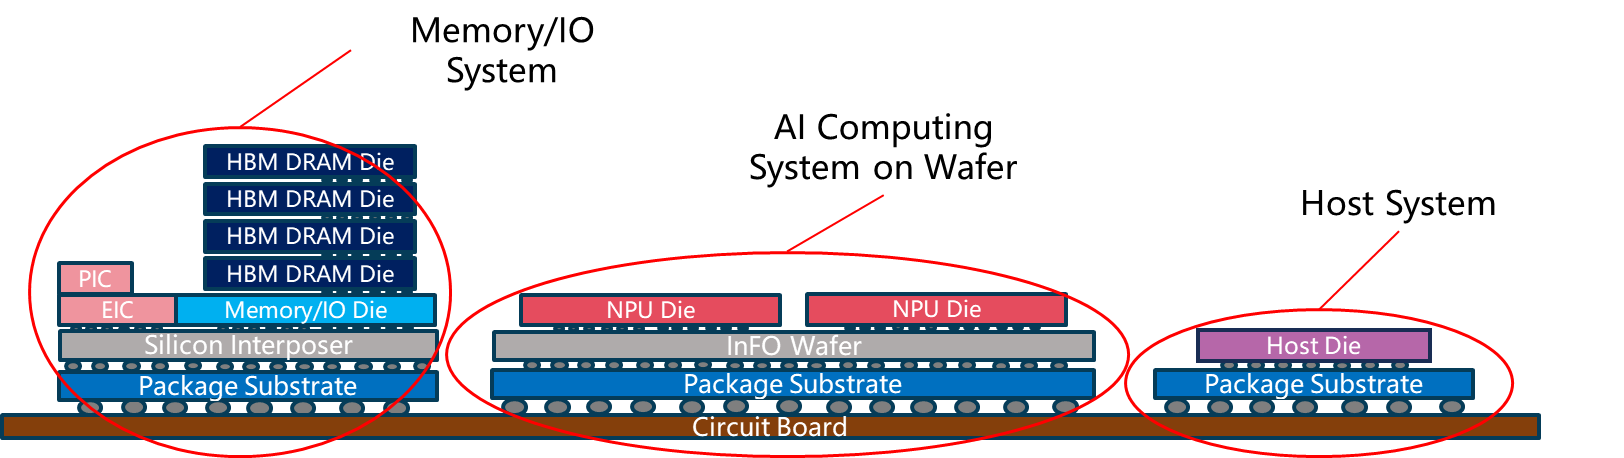 Memory/IO
System
AI Computing
System on Wafer
Host System
HBM DRAM Die
HBM DRAM Die
HBM DRAM Die
HBM DRAM Die
PIC
EIC
Memory/IO Die
Silicon Interposer
Package Substrate
NPU Die
NPU Die
InFO Wafer
Package Substrate
Host Die
Package Substrate
Circuit Board